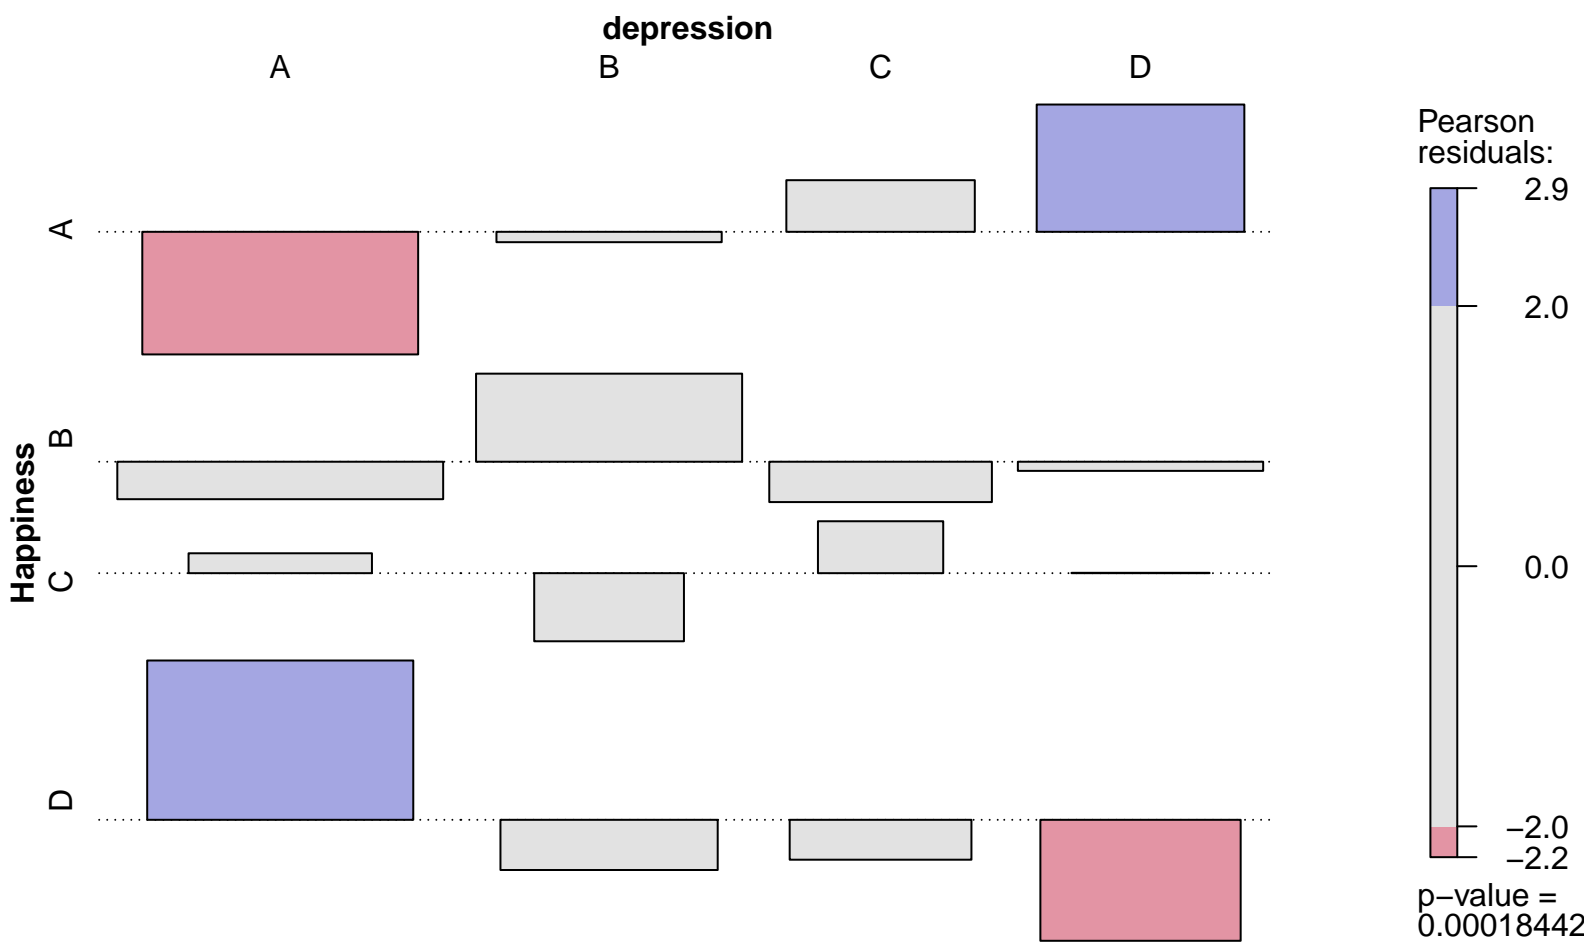 depression
A B C D
Happiness
A
B
C
D
Pearson
residuals:
2.9
2.0
0.0
−2.0
−2.2
p−value =
0.00018442